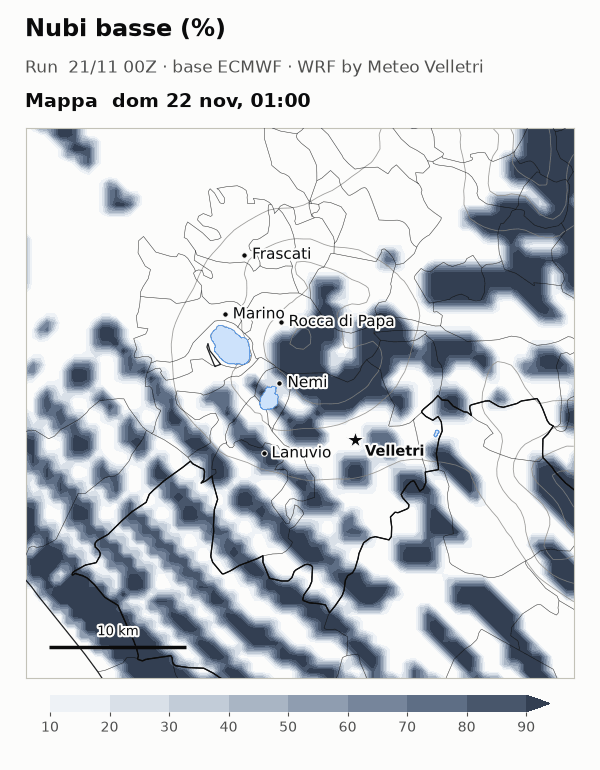 Nubi basse (%)
Run 21/11 00Z · base ECMWF · WRF by Meteo Velletri
Mappa dom 22 nov, 01:00
Frascati
Marino
Rocca di Papa
Nemi
Velletri
Lanuvio
10 km
10 20 30 40 50 60 70 80 90